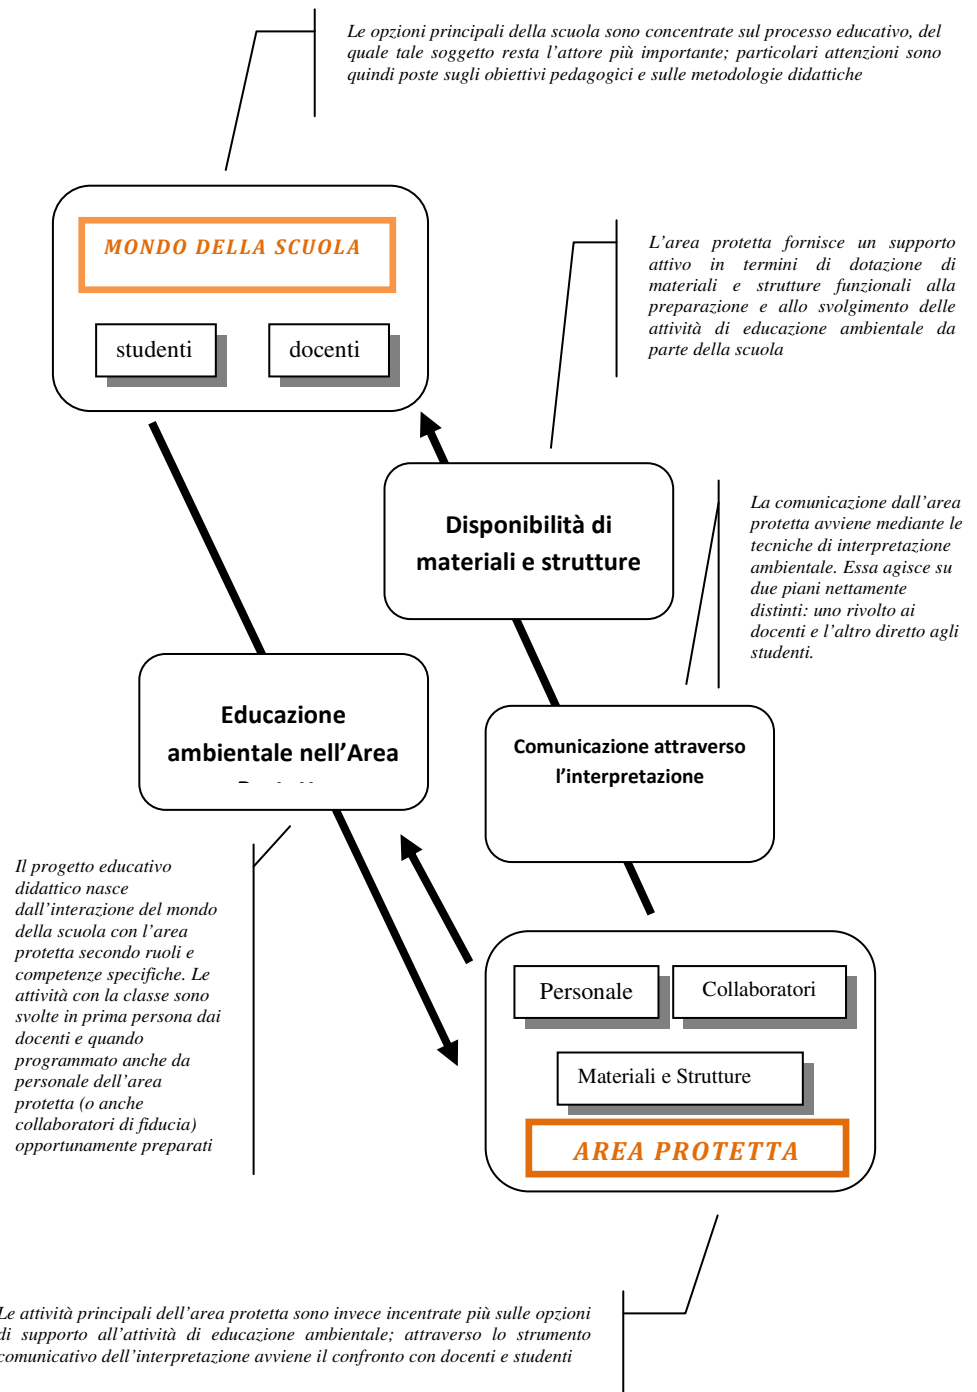 Le opzioni principali della scuola sono concentrate sul processo educativo, del
quale tale soggetto resta l'attore più importante; particolari attenzioni sono
quindi poste sugli obiettivi pedagogici e sulle metodologie didattiche
MONDO DELLA SCUOLA
studenti
docenti
L'area protetta fornisce un supporto
attivo in termini di dotazione di
materiali e strutture funzionali alla
preparazione e allo svolgimento delle
attività di educazione ambientale da
parte della scuola
Disponibilità di
materiali e strutture
La comunicazione dall'area
protetta avviene mediante le
tecniche di interpretazione
ambientale. Essa agisce su
due piani nettamente
distinti: uno rivolto ai
docenti e l'altro diretto agli
studenti.
Educazione
ambientale nell'Area
Comunicazione attraverso
l'interpretazione
Il progetto educativo
didattico nasce
dall'interazione del mondo
della scuola con l'area
protetta secondo ruoli e
competenze specifiche. Le
attività con la classe sono
svolte in prima persona dai
docenti e quando
programmato anche da
personale dell'area
protetta (o anche
collaboratori di fiducia)
opportunamente preparati
Personale
Collaboratori
Materiali e Strutture
AREA PROTETTA
Le attività principali dell'area protetta sono invece incentrate più sulle opzioni
di supporto all'attività di educazione ambientale; attraverso lo strumento
comunicativo dell'interpretazione avviene il confronto con docenti e studenti